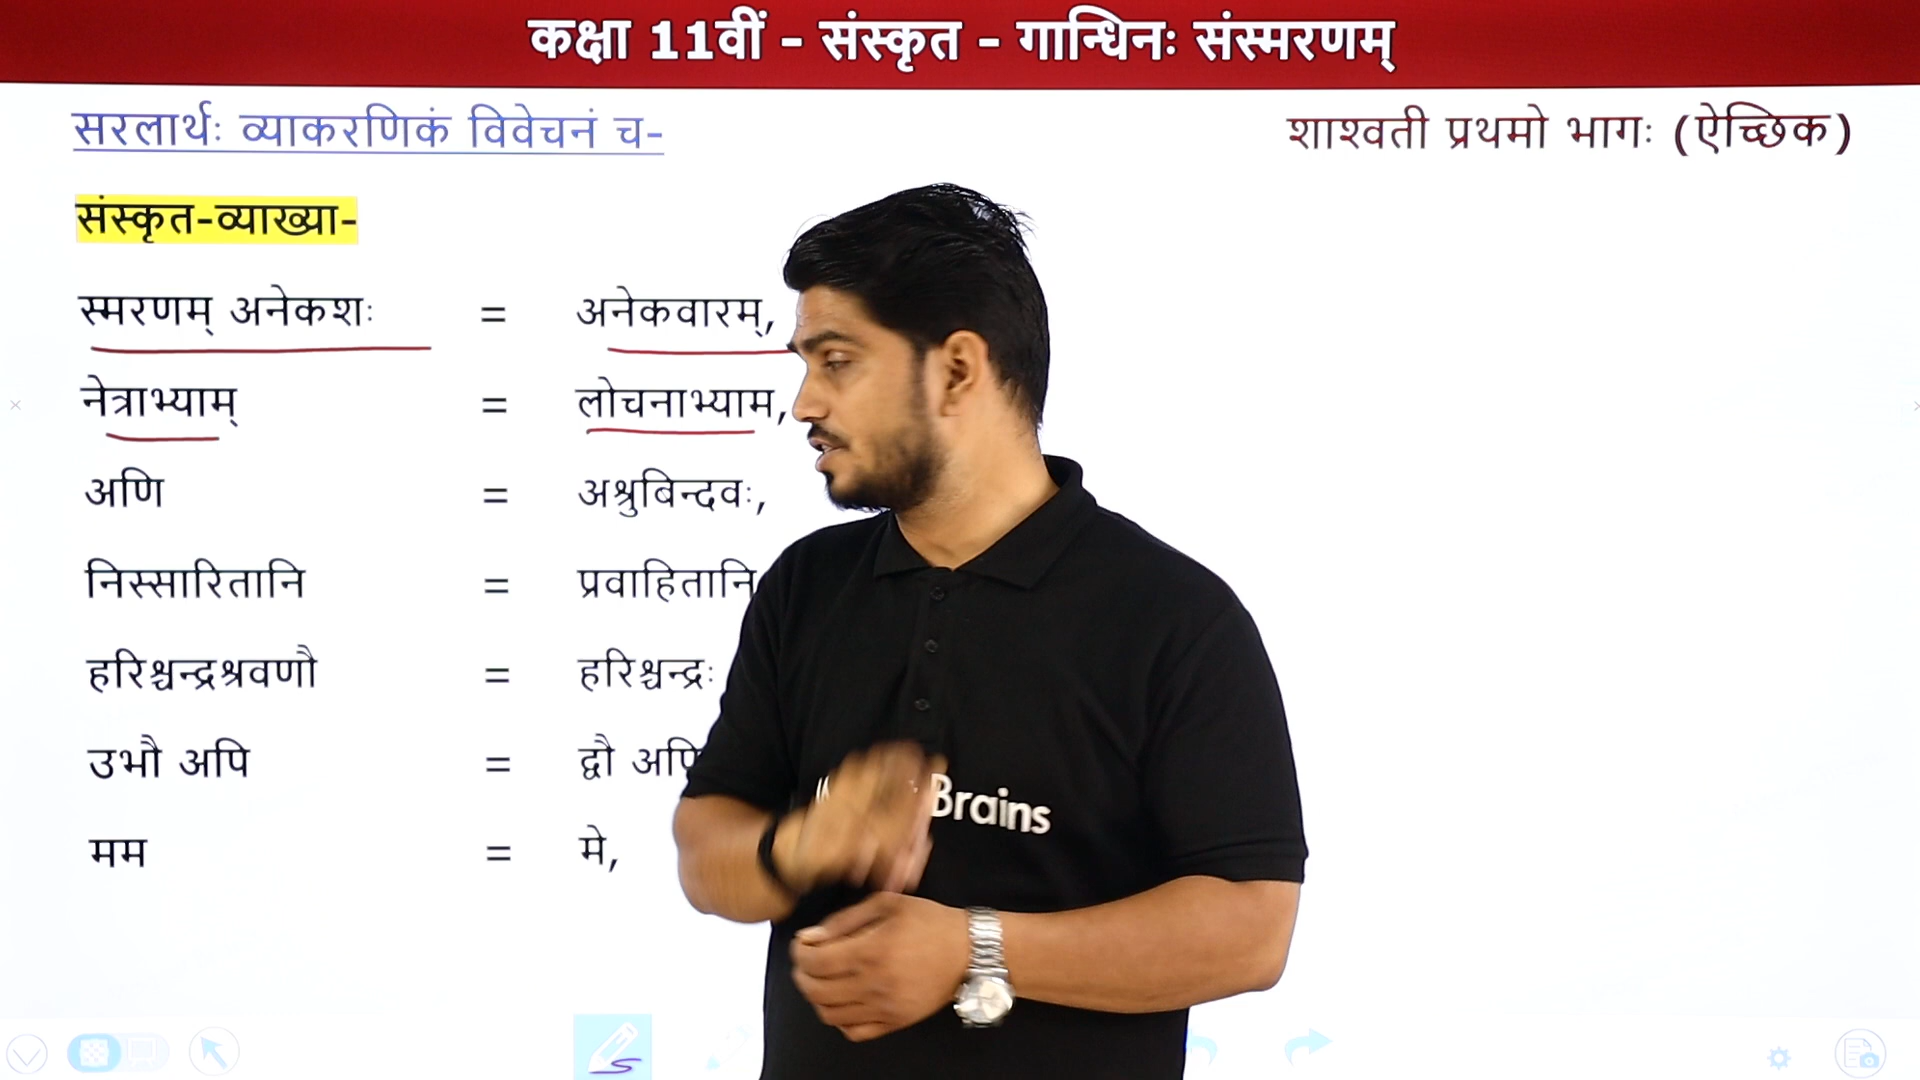 कक्षा 11वीं - संस्कृत - गान्धिनः संस्मरणम्
सरलार्थः व्याकरणिकं विवेचनं च-
शाश्वती प्रथमो भागः (ऐच्छिक)
संस्कृत-व्याख्या-
स्मरणम् अनेकशः = अनेकवारम्,
नेत्राभ्याम् = लोचनाभ्याम,
अणि = अश्रुबिन्दवः,
निस्सारितानि = प्रवाहितानि
हरिश्चन्द्रश्रवणौ = हरिश्चन्द्रः
उभौ अपि = द्वौ अपि
मम = मे,
Brains